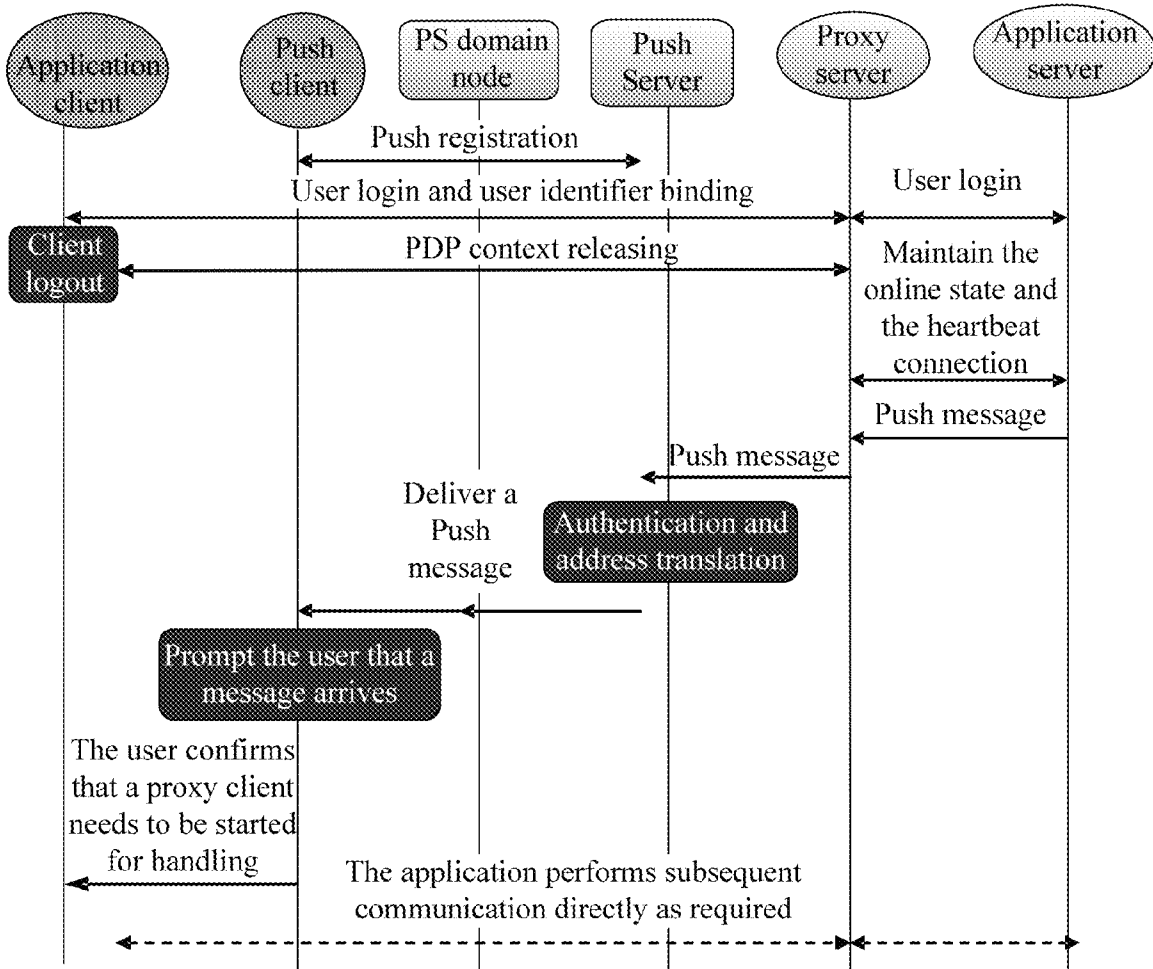 Application
client
Push
client
PS domain
node
Push
Server
Proxy
server
Application
server
Push registration
User login and user identifier binding
User login
Client
logout
PDP context releasing
Maintain the
online state and
the heartbeat
connection
Push message
Push message
Deliver a
Push
message
Authentication and
address translation
Prompt the user that a
message arrives
The user confirms
that a proxy client
needs to be started
for handling
The application performs subsequent
communication directly as required